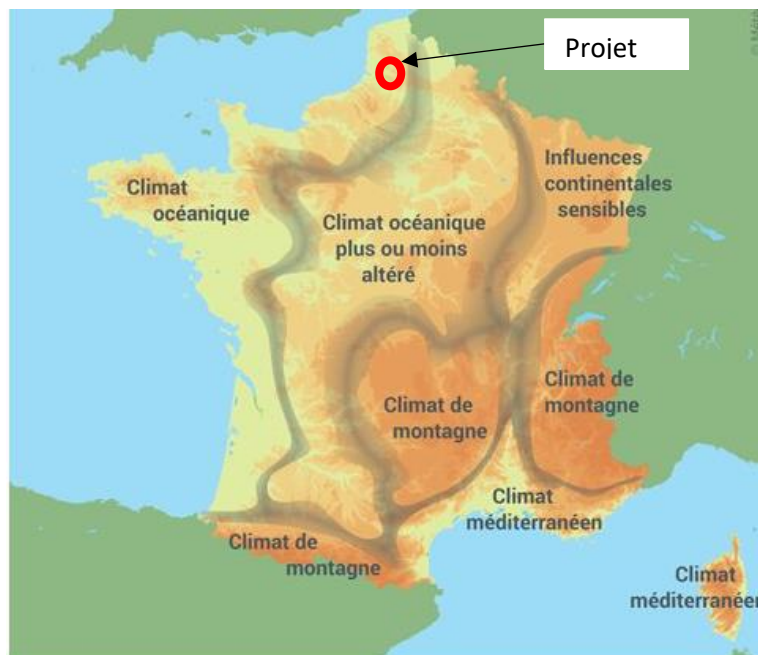 Projet
Influences
continentales
sensibles
Climat
océanique
Climat océanique
plus ou moins
altéré
Climat de
montagne
Climat de
montagne
Climat
méditerranéen
Climat de
montagne
Climat
méditerranéen